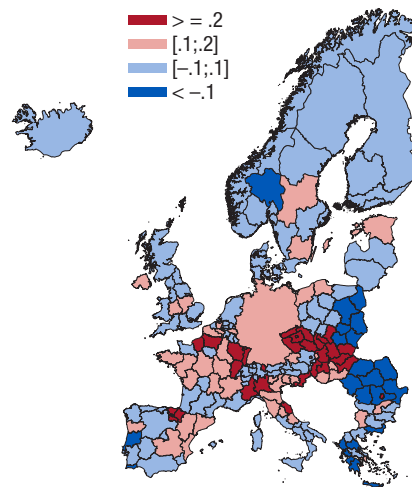 > = .2
[.1;.2]
[–.1;.1]
< –.1